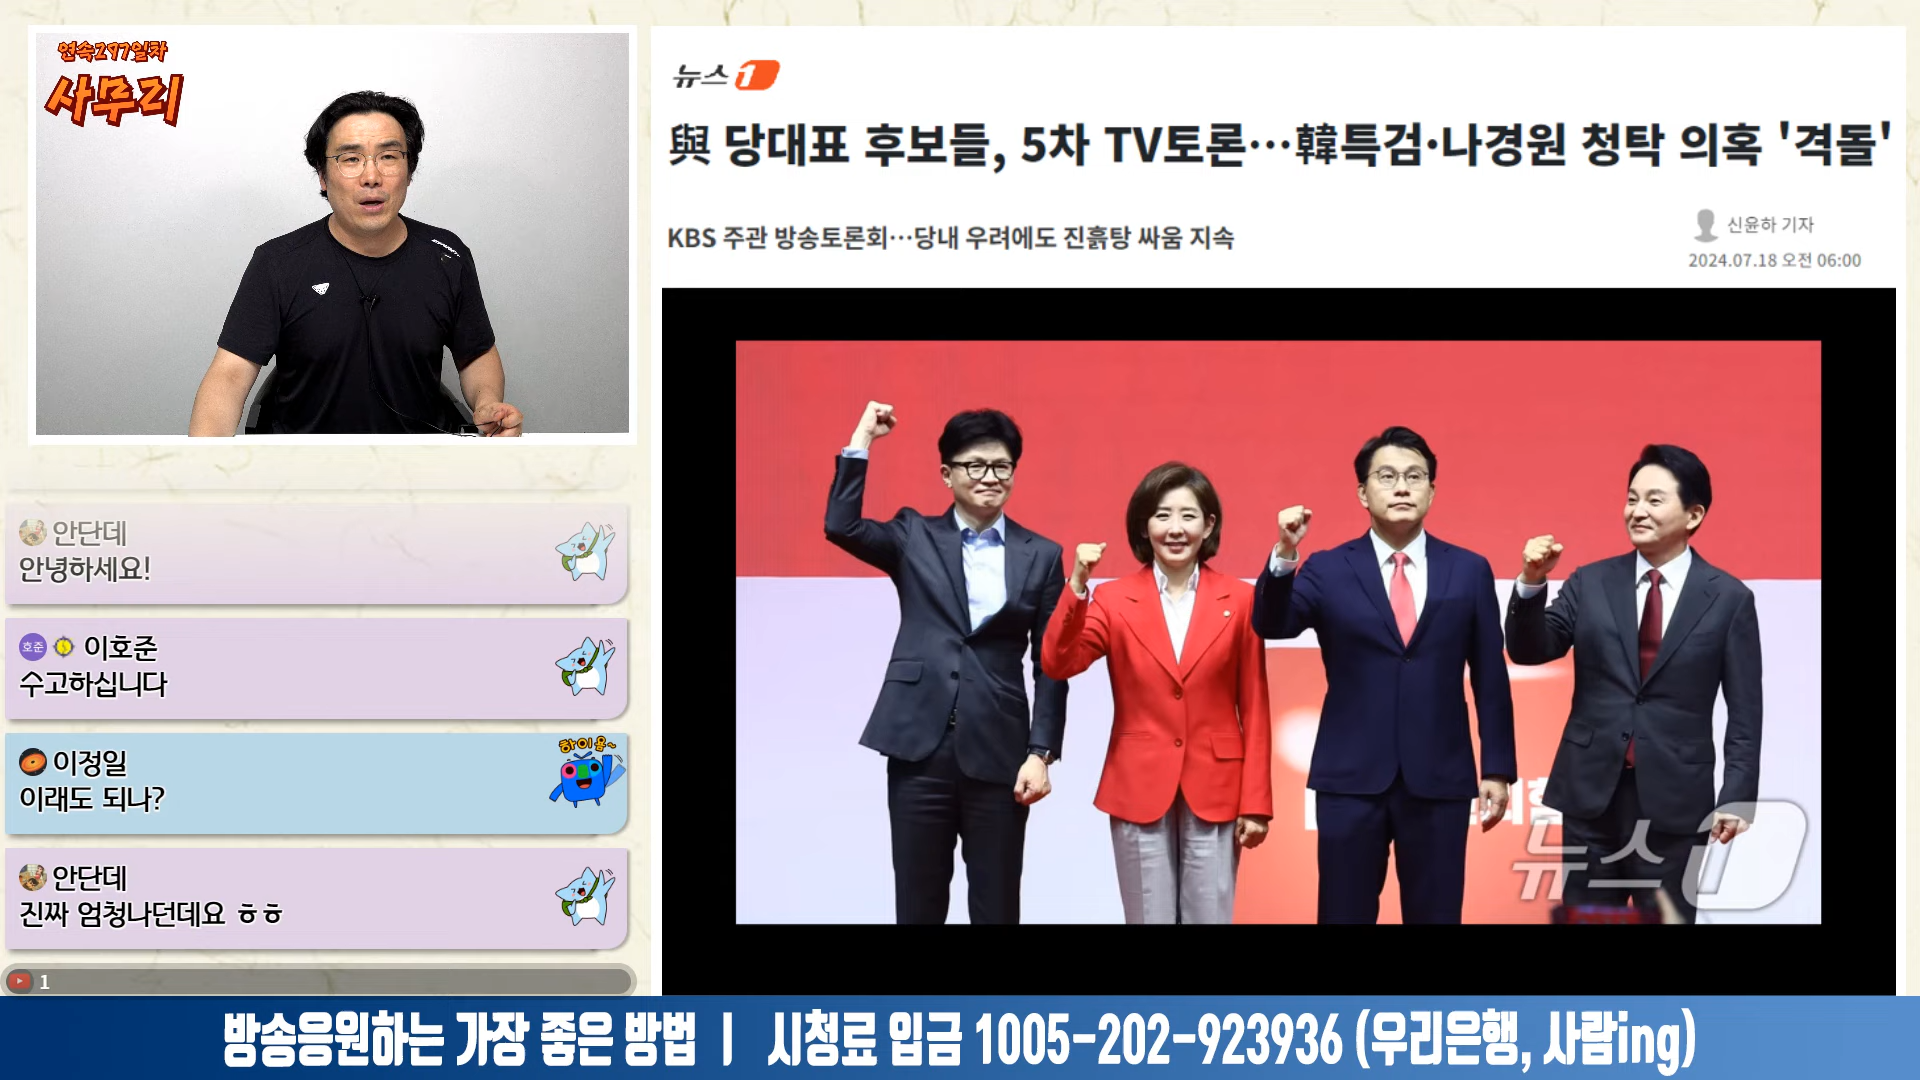 연속297일차
사무리
뉴스1
與 당대표 후보들, 5차 TV토론…韓특검·나경원 청탁 의혹 '격돌'
KBS 주관 방송토론회…당내 우려에도 진흙탕 싸움 지속
신윤하 기자
2024.07.18 오전 06:00
뉴스1
안단데
안녕하세요!
호준 이호준
수고하십니다
이정일
이래도 되나?
하이욤~
안단데
진짜 엄청나던데요 ㅎㅎ
1
방송응원하는 가장 좋은 방법 ㅣ 시청료 입금 1005-202-923936 (우리은행, 사람ing)